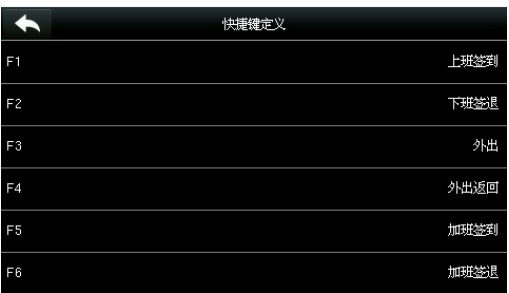 快捷键定义
F1 上班签到
F2 下班签退
F3 外出
F4 外出返回
F5 加班签到
F6 加班签退